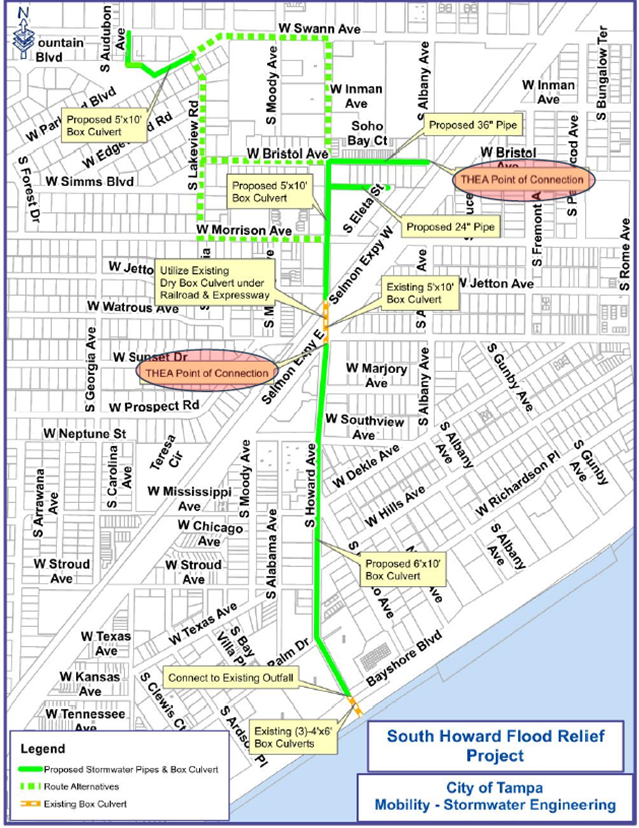 N
W Swann Ave
S Audubon
Ave
ountain
Blvd
S Moody Ave
W Inman
Ave
S Albany Ave
W Inman
Ave
S Bungalow Ter
Proposed 5'x10'
Box Culvert
S Lakeview Rd
Soho
Bay Ct
Proposed 36" Pipe
W Bristol Ave
W Bristol
THEA Point of Connection
S Forest Dr
W Simms Blvd
Proposed 5'x10'
Box Culvert
S Eleta St
Proposed 24" Pipe
S Fremont A
S Rome Ave
W Morrison Ave
Selmon Expy W
W Jetto
Utilize Existing
Dry Box Culvert under
Railroad & Expressway
Existing 5'x10'
Box Culvert
W Jetton Ave
W Watrous Ave
S Georgia Ave
W Sunset Dr
THEA Point of Connection
Selmon Expy E
W Marjory
Ave
S Albany Ave
S Gunby Ave
W Prospect Rd
W Southview
Ave
W Neptune St
Teresa
Cir
S Carolina
Ave
S Arrawana
Ave
S Moody Ave
W Dekle Ave
S Albany
Ave
W Richardson Pl
S Gunby
Ave
W Mississippi
Ave
S Howard Ave
W Hills Ave
W Chicago
Ave
S Albany
Ave
W Stroud
Ave
W Stroud
Ave
S Alabama Ave
Proposed 6'x10'
Box Culvert
W Texas Ave
W Texas
Ave
S Bay
Villa Pl
Palm Dr
Bayshore Blvd
W Kansas
Ave
Connect to Existing Outfall
S Clewis Ct
W Tennessee
Ave
Existing (3)-4'x6'
Box Culverts
South Howard Flood Relief
Project
Legend
Proposed Stormwater Pipes & Box Culvert
Route Alternatives
Existing Box Culvert
City of Tampa
Mobility - Stormwater Engineering